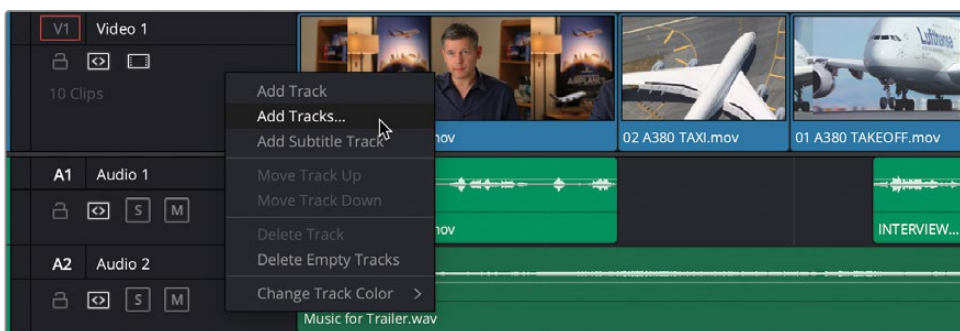 V1 Video 1
10 Clips
Add Track
Add Tracks...
Add Subtitle Track
Move Track Up
Move Track Down
Delete Track
Delete Empty Tracks
Change Track Color >
AIRPLANE
Lufthansa
mov
02 A380 TAXI.mov
01 A380 TAKEOFF.mov
A1 Audio 1
S M
mov
INTERVIEW...
A2 Audio 2
S M
Music for Trailer.wav